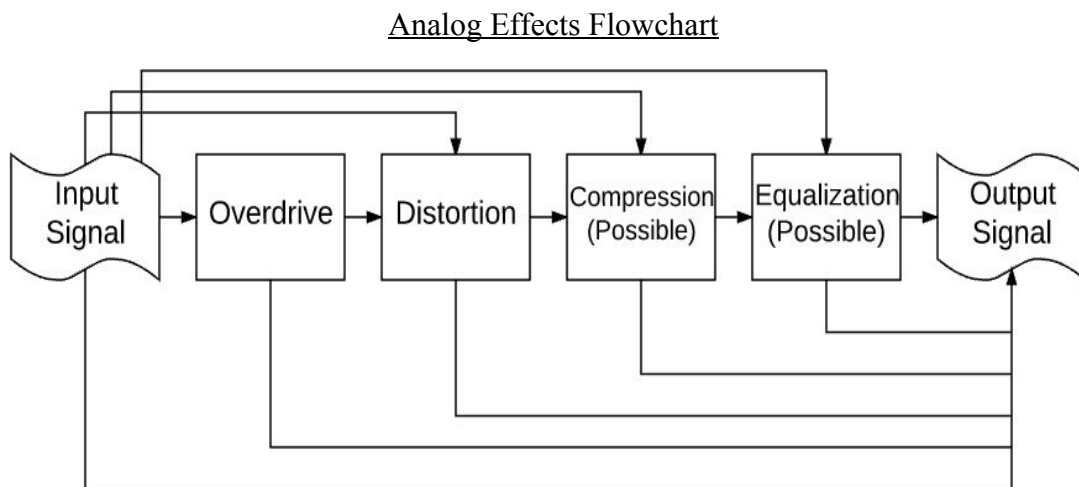 Analog Effects Flowchart
Input
Signal
Overdrive
Distortion
Compression
(Possible)
Equalization
(Possible)
Output
Signal